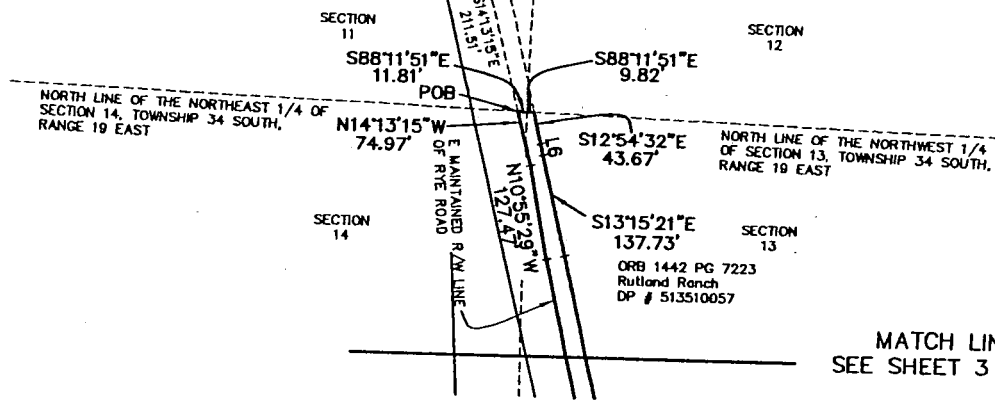 SECTION
11
SECTION
12
S14°13'15"E
211.51'
S88°11'51"E
11.81'
S88°11'51"E
9.82'
POB
NORTH LINE OF THE NORTHEAST 1/4 OF
SECTION 14, TOWNSHIP 34 SOUTH,
RANGE 19 EAST
N14°13'15"W
74.97'
L6
S12°54'32"E
43.67'
NORTH LINE OF THE NORTHWEST 1/4
OF SECTION 13, TOWNSHIP 34 SOUTH,
RANGE 19 EAST
E MAINTAINED R/W LINE
OF RYE ROAD
N10°55'29"W
127.47'
SECTION
14
S13°15'21"E
137.73'
SECTION
13
ORB 1442 PG 7223
Rutland Ranch
DP # 513510057
MATCH LIN
SEE SHEET 3